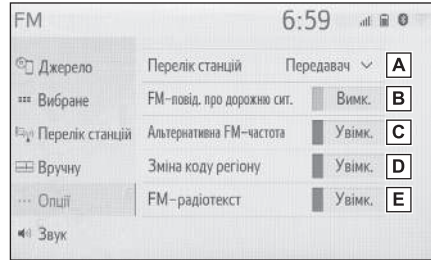 FM 6:59
Джерело
Вибране
Перелік станцій
Вручну
Опції
Звук
Перелік станцій Передавач A
FM-повід. про дорожню сит. Вимк. B
Альтернативна FM-частота Увімк. C
Зміна коду регіону Увімк. D
FM-радіотекст Увімк. E